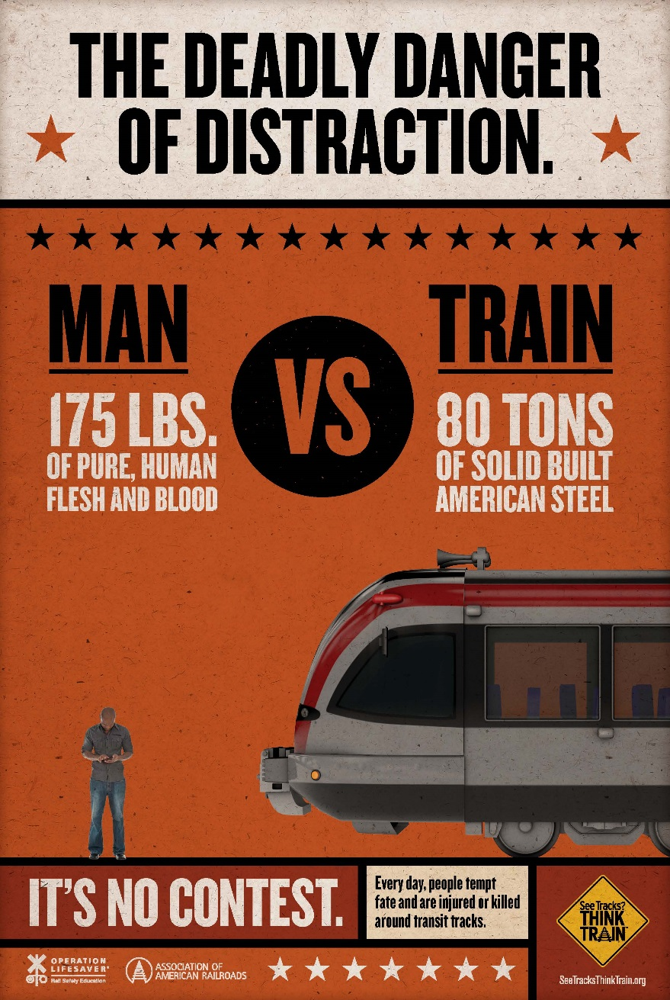 THE DEADLY DANGER
OF DISTRACTION.
MAN
175 LBS.
OF PURE, HUMAN
FLESH AND BLOOD
VS
TRAIN
80 TONS
OF SOLID BUILT
AMERICAN STEEL
IT'S NO CONTEST.
Every day, people tempt
fate and are injured or killed
around transit tracks.
See Tracks?
THINK
TRAIN
SeeTracksThinkTrain.org
OPERATION
LIFESAVER
Rail Safety Education
ASSOCIATION OF
AMERICAN RAILROADS